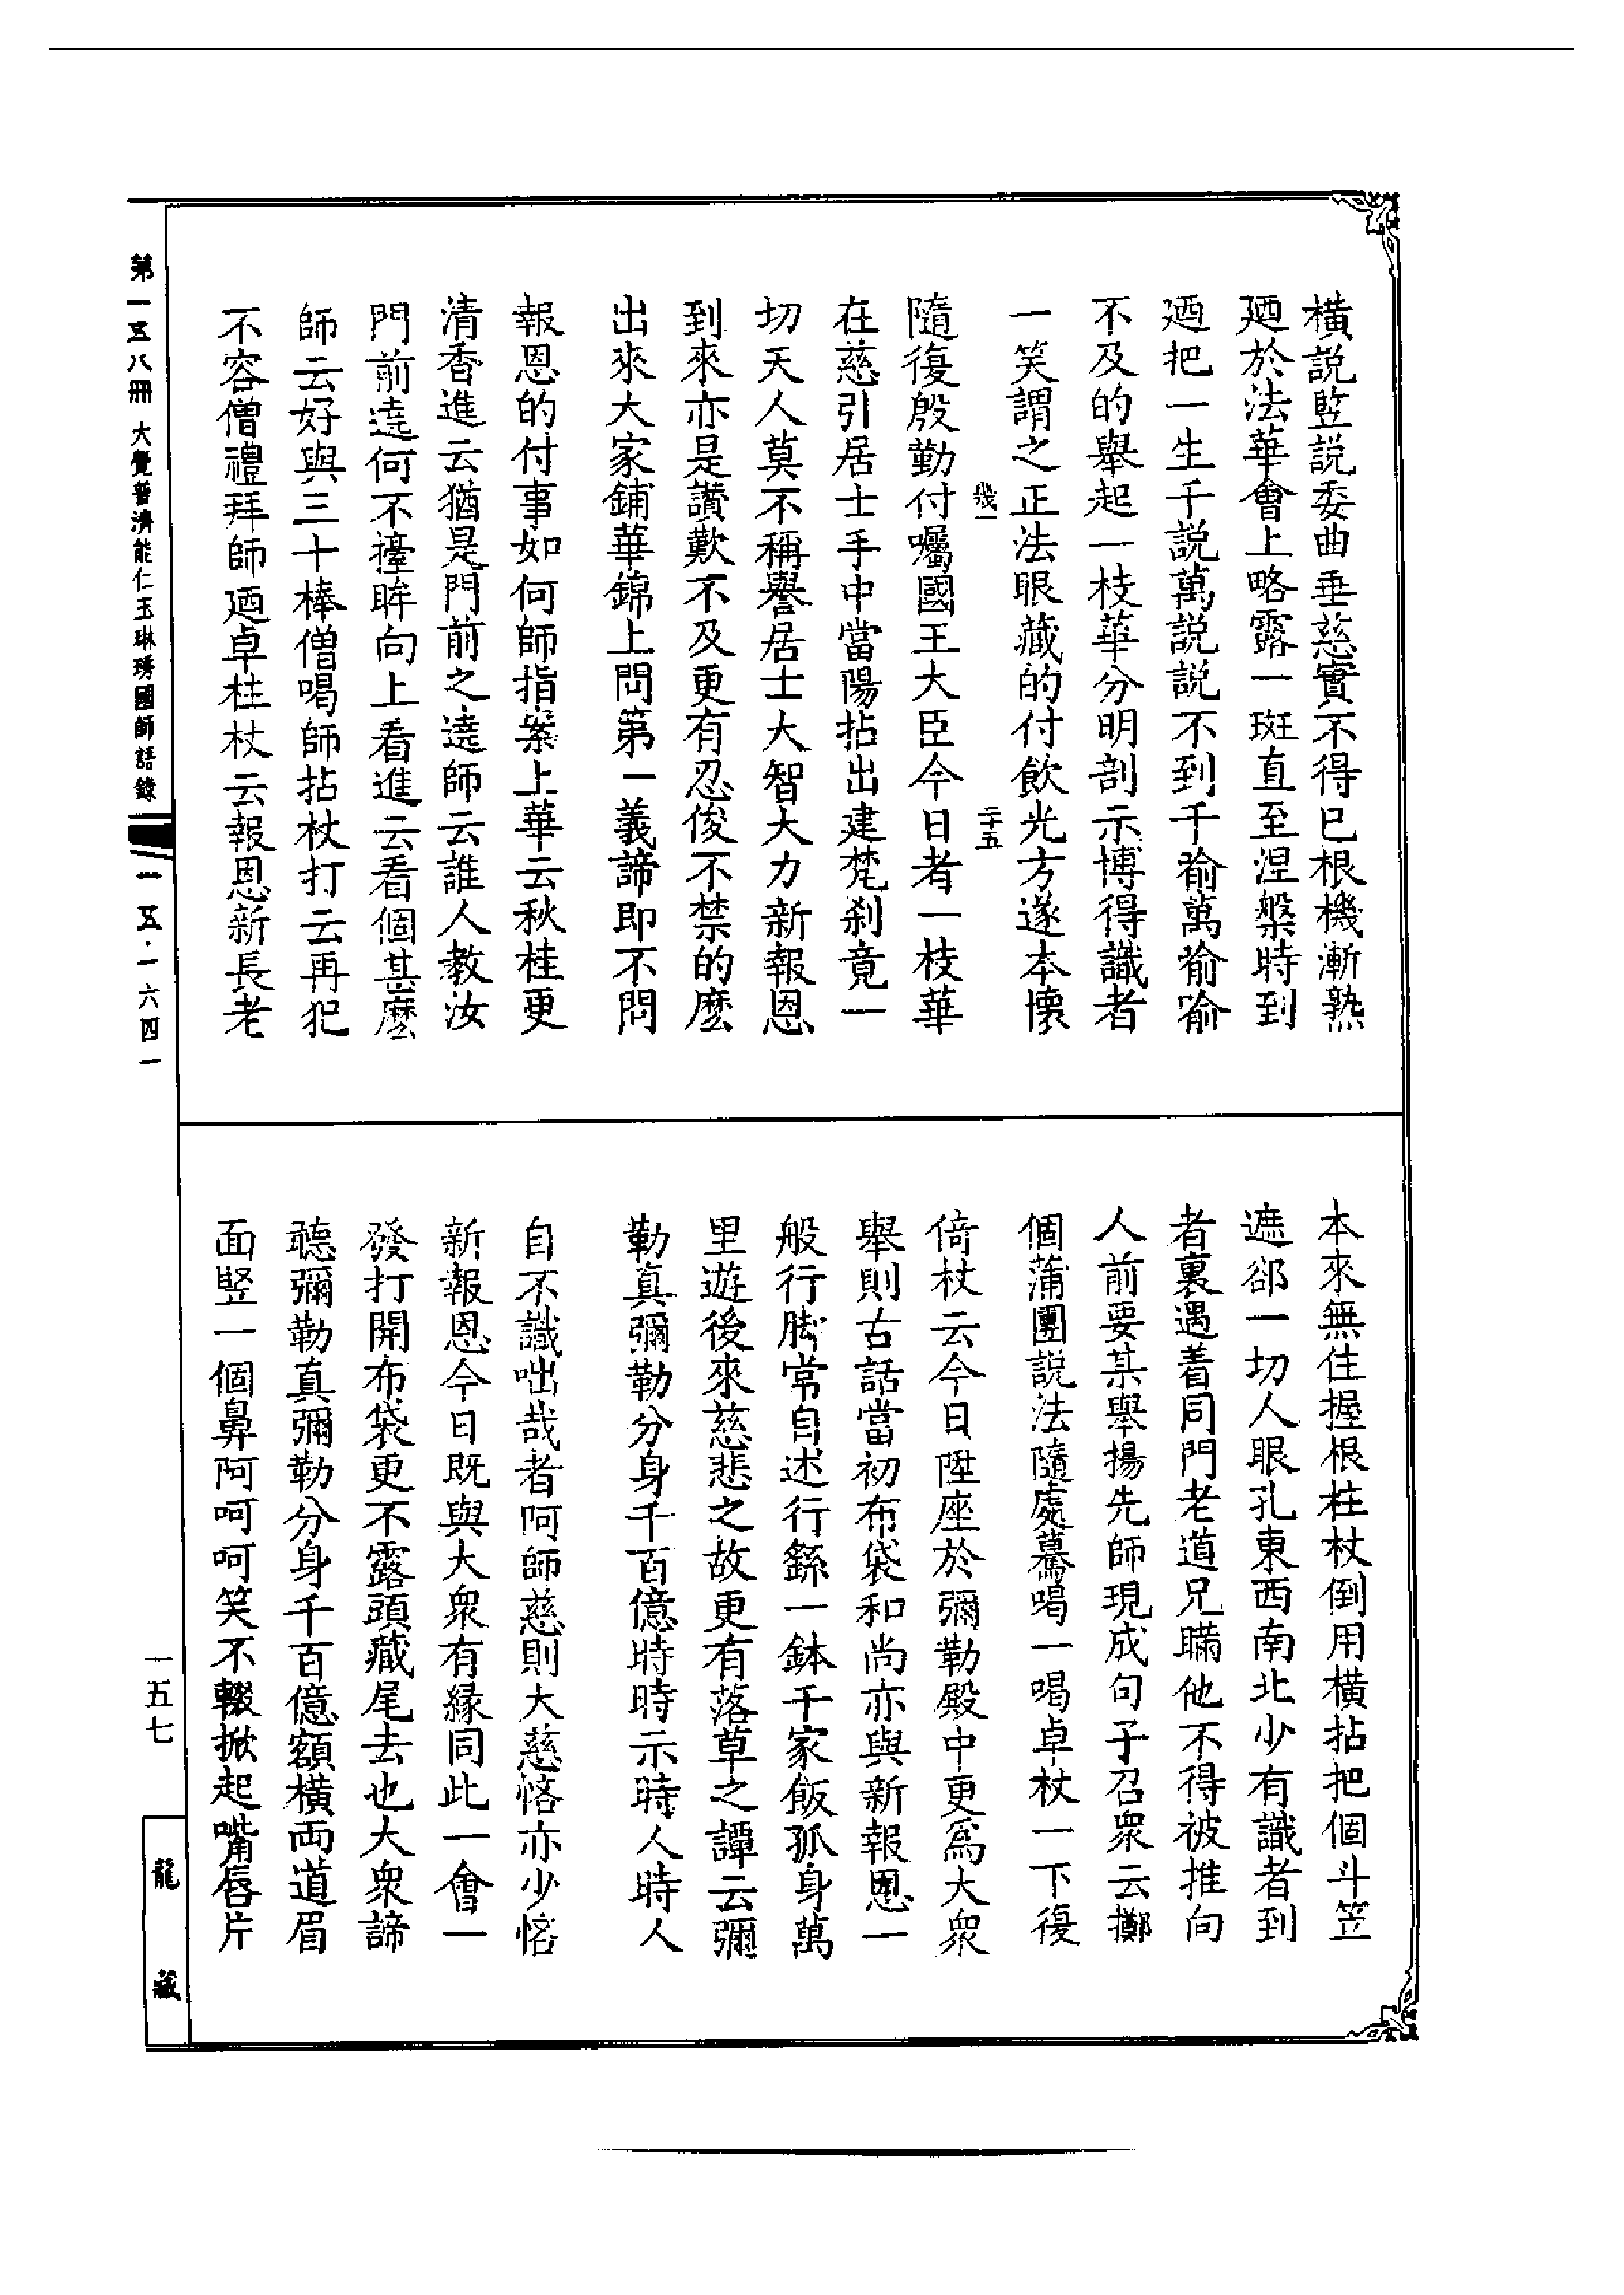 橫説竪説委曲垂慈實不得已根機漸熟
廼於法華會上略露一斑直至涅槃時到
廼把一生千説萬説説不到千喻萬喻喻
不及的舉起一枝華分明剖示博得識者
一笑謂之正法眼藏的付飲光方遂本懷
幾一
二十五
隨復慇勤付囑國王大臣今日者一枝華
在慈引居士手中當陽拈出建梵刹竟一
切天人莫不稱譽居士大智大力新報恩
到來亦是讚歎不及更有忍俊不禁的麽
出來大家鋪華錦上問第一義諦即不問
報恩的付事如何師指案上華云秋桂更
清香進云猶是門前之遶師云誰人教汝
門前遶何不擡眸向上看進云看個甚麽
師云好與三十棒僧喝師拈杖打云再犯
不容僧禮拜師廼卓柱杖云報恩新長老
本來無住握根柱杖倒用橫拈把個斗笠
遮郤一切人眼孔東西南北少有識者到
者裏遇着同門老道兄瞞他不得被推向
人前要某舉揚先師現成句子召衆云擲
個蒲團説法隨處驀喝一喝卓杖一下復
倚杖云今日陞座於彌勒殿中更爲大衆
舉則古話當初布袋和尚亦與新報恩一
般行脚常自述行繇一鉢千家飯孤身萬
里遊後來慈悲之故更有落草之譚云彌
勒真彌勒分身千百億時時示時人時人
自不識咄哉者阿師慈則大慈悋亦少悋
新報恩今日既與大衆有緣同此一會一
發打開布袋更不露頭藏尾去也大衆諦
聽彌勒真彌勒分身千百億額橫両道眉
面竪一個鼻阿呵呵笑不輟掀起嘴唇片
第一五八冊 大覺普濟能仁玉琳琇國師語錄
一五·一六四一
一五七
龍藏